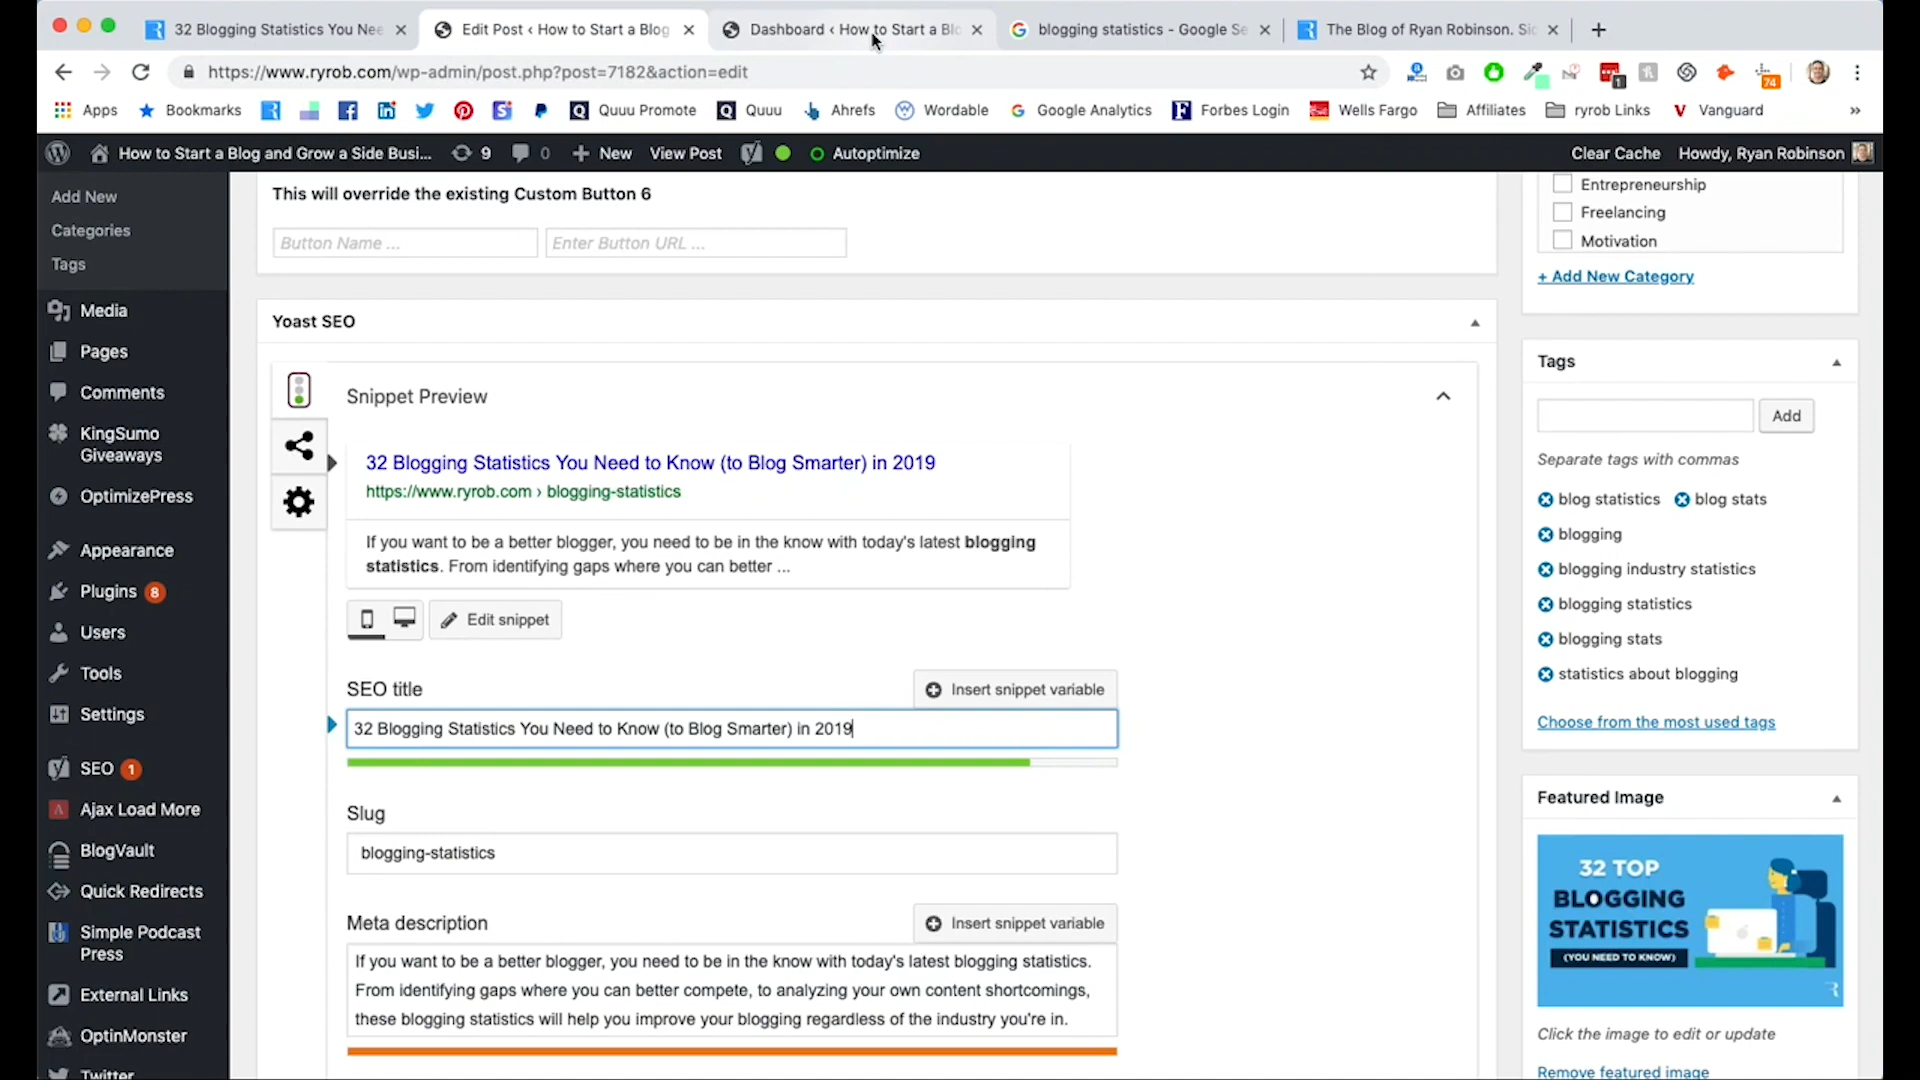 32 Blogging Statistics You Nee
Edit Post ‹ How to Start a Blog
Dashboard ‹ How to Start a Blo
blogging statistics - Google Se
The Blog of Ryan Robinson. Sid
https://www.ryrob.com/wp-admin/post.php?post=7182&action=edit
1
74
Apps
Bookmarks
Quuu Promote
Quuu
Ahrefs
Wordable
Google Analytics
Forbes Login
Wells Fargo
Affiliates
ryrob Links
Vanguard
»
How to Start a Blog and Grow a Side Busi...
9
0
New
View Post
Autoptimize
Clear Cache
Howdy, Ryan Robinson
Add New
Categories
Tags
Media
Pages
Comments
KingSumo
Giveaways
OptimizePress
Appearance
Plugins 8
Users
Tools
Settings
SEO 1
Ajax Load More
BlogVault
Quick Redirects
Simple Podcast
Press
External Links
OptinMonster
Twitter
This will override the existing Custom Button 6
Button Name ...
Enter Button URL ...
Yoast SEO
Snippet Preview
32 Blogging Statistics You Need to Know (to Blog Smarter) in 2019
https://www.ryrob.com › blogging-statistics
If you want to be a better blogger, you need to be in the know with today's latest blogging
statistics. From identifying gaps where you can better ...
Edit snippet
SEO title
Insert snippet variable
32 Blogging Statistics You Need to Know (to Blog Smarter) in 2019
Slug
blogging-statistics
Meta description
Insert snippet variable
If you want to be a better blogger, you need to be in the know with today's latest blogging statistics.
From identifying gaps where you can better compete, to analyzing your own content shortcomings,
these blogging statistics will help you improve your blogging regardless of the industry you're in.
Entrepreneurship
Freelancing
Motivation
+ Add New Category
Tags
Add
Separate tags with commas
blog statistics
blog stats
blogging
blogging industry statistics
blogging statistics
blogging stats
statistics about blogging
Choose from the most used tags
Featured Image
32 TOP
BLOGGING
STATISTICS
(YOU NEED TO KNOW)
Click the image to edit or update
Remove featured image